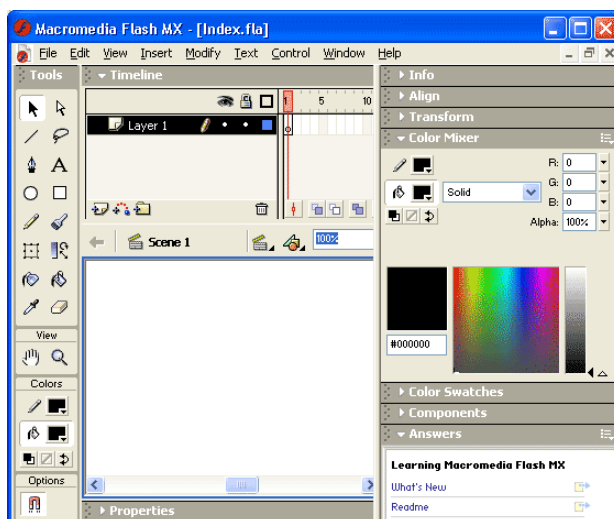 Macromedia Flash MX - [Index.fla]
File Edit View Insert Modify Text Control Window Help
Tools
Timeline
1 5 10
Layer 1
Scene 1
100%
View
Colors
Options
Properties
Info
Align
Transform
Color Mixer
R: 0
Solid
G: 0
B: 0
Alpha: 100%
#000000
Color Swatches
Components
Answers
Learning Macromedia Flash MX
What's New
Readme